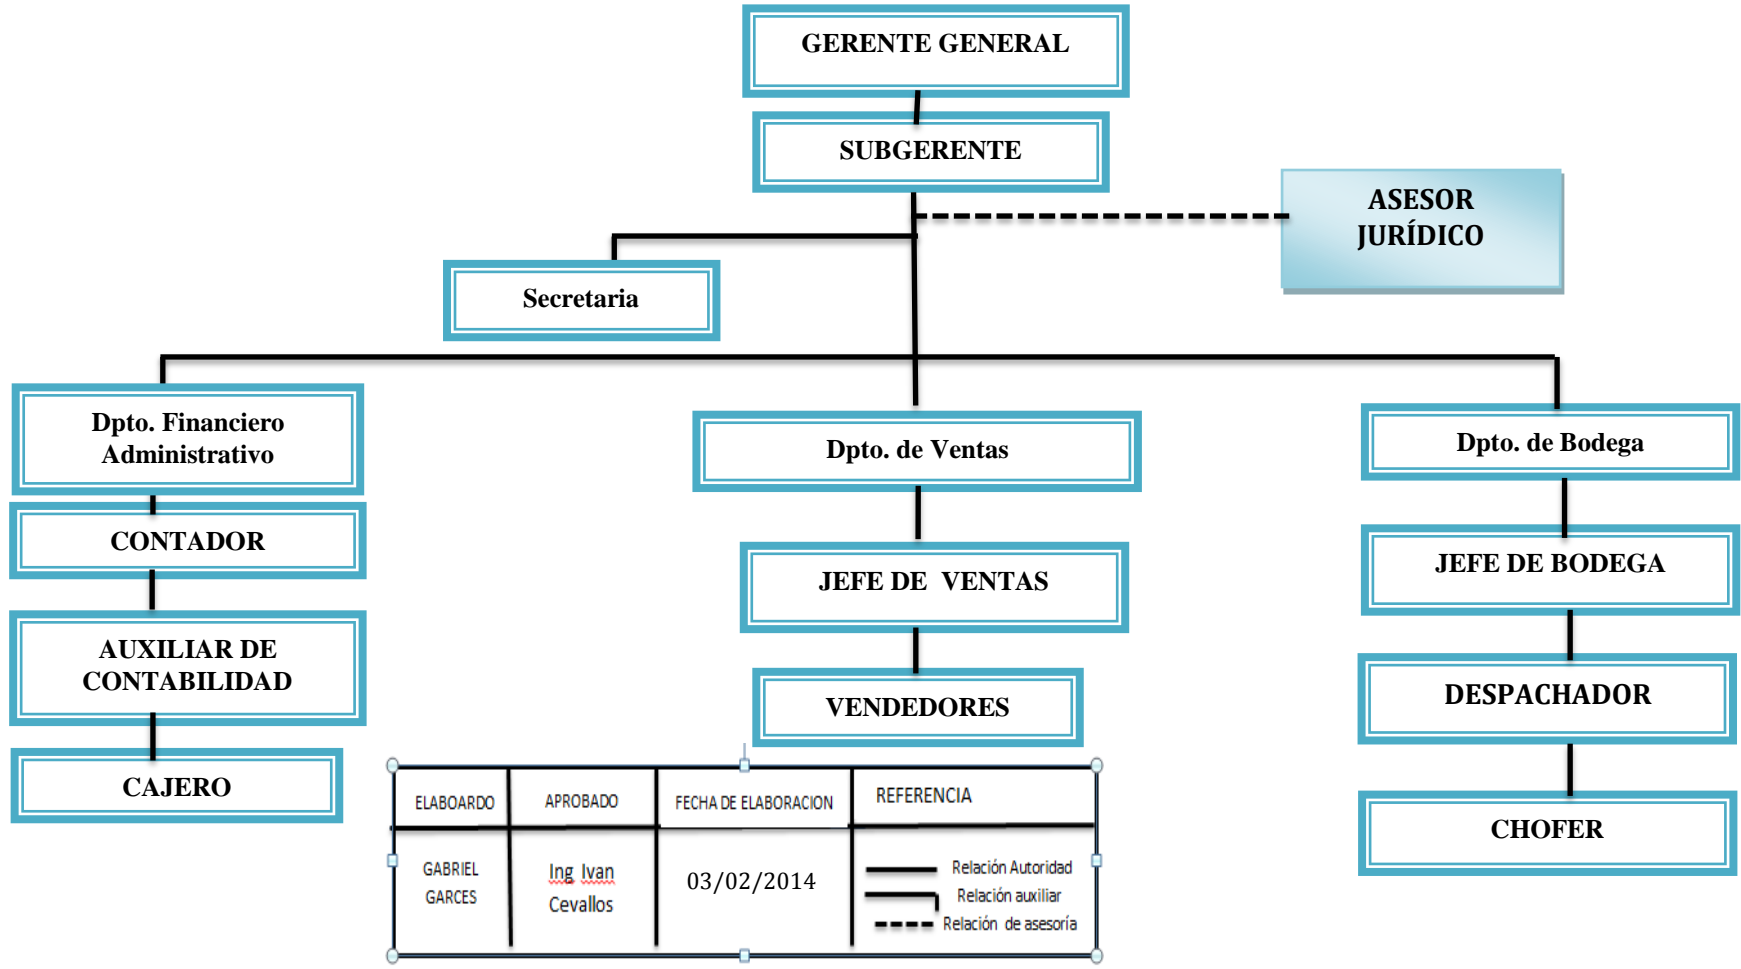 GERENTE GENERAL
SUBGERENTE
ASESOR
JURÍDICO
Secretaria
Dpto. Financiero
Administrativo
Dpto. de Ventas
Dpto. de Bodega
CONTADOR
JEFE DE VENTAS
JEFE DE BODEGA
AUXILIAR DE
CONTABILIDAD
VENDEDORES
DESPACHADOR
CAJERO
CHOFER
ELABOARDO
APROBADO
FECHA DE ELABORACION
REFERENCIA
GABRIEL
GARCES
Ing Ivan
Cevallos
03/02/2014
Relación Autoridad
Relación auxiliar
Relación de asesoría